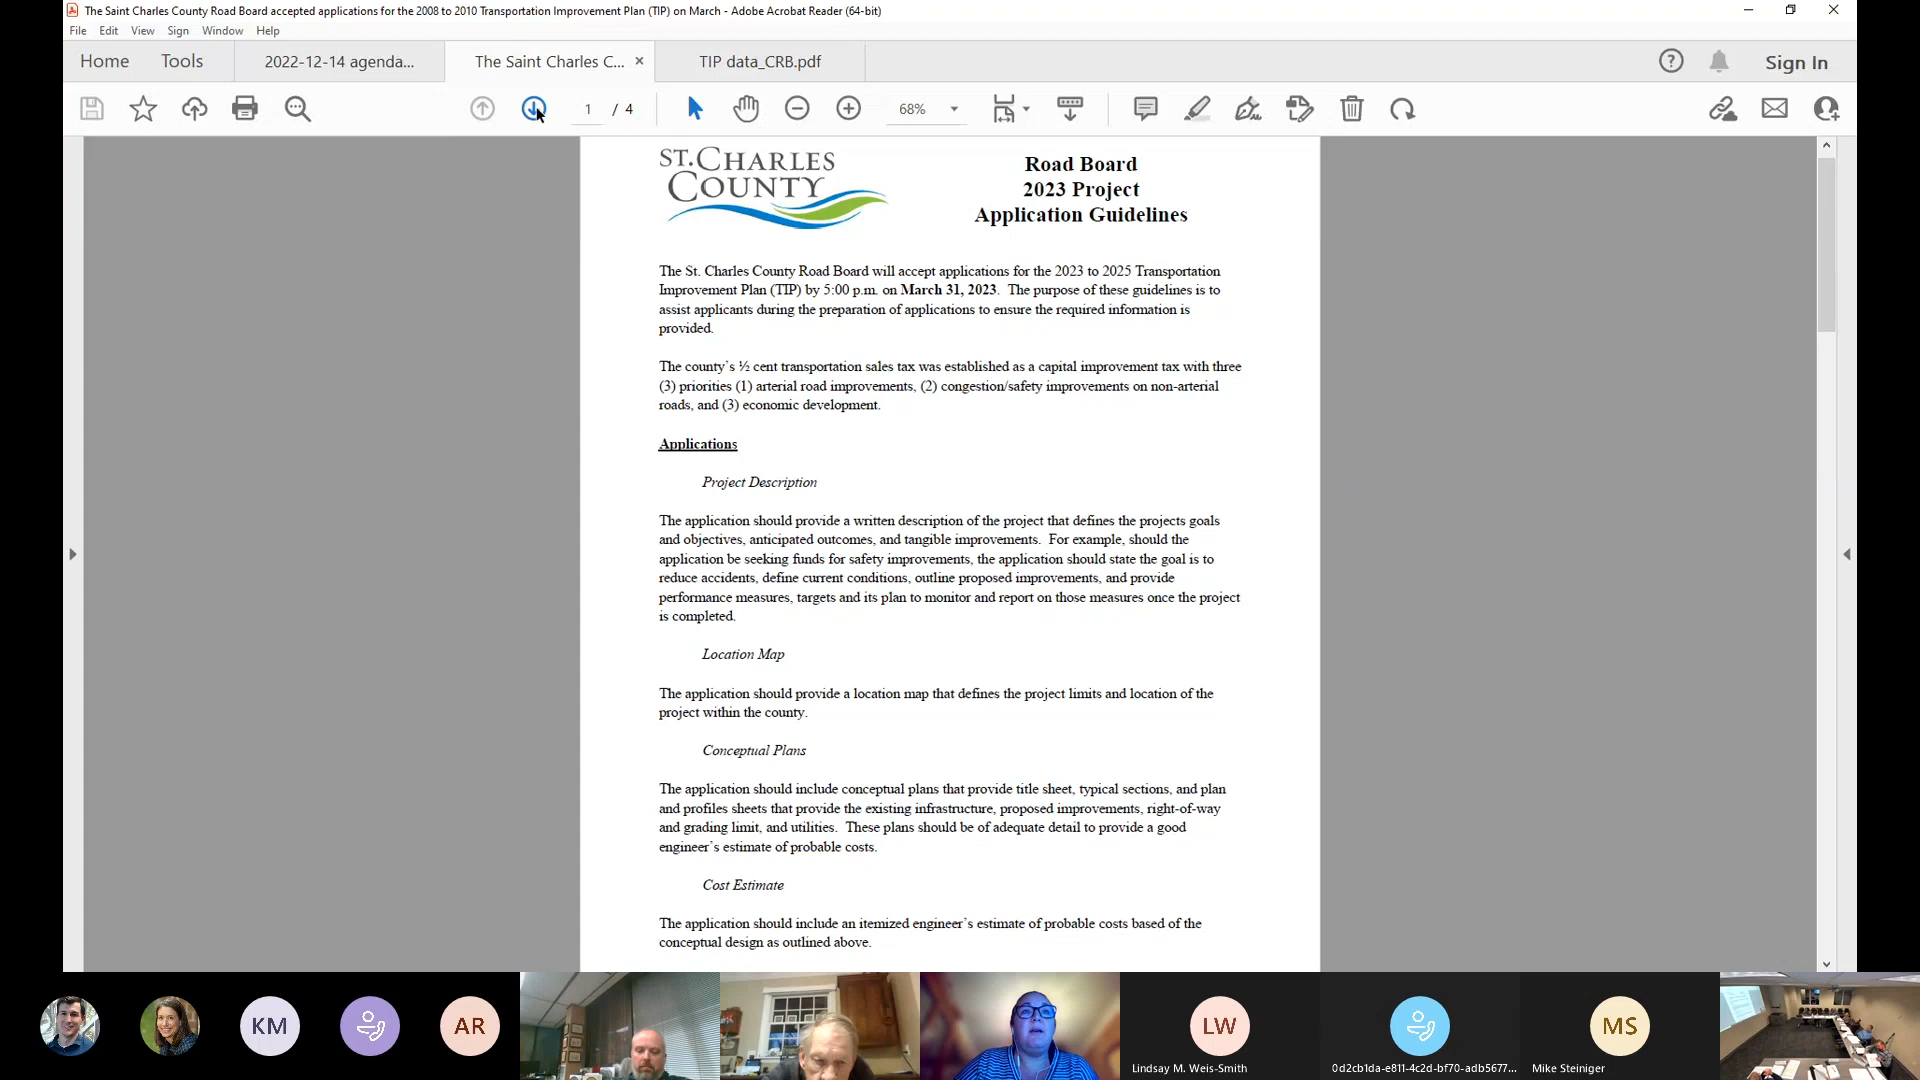 The Saint Charles County Road Board accepted applications for the 2008 to 2010 Transportation Improvement Plan (TIP) on March - Adobe Acrobat Reader (64-bit)
File Edit View Sign Window Help
Home Tools 2022-12-14 agenda... The Saint Charles C... × TIP data_CRB.pdf Sign In
1 / 4 68%
ST. CHARLES
COUNTY
Road Board
2023 Project
Application Guidelines
The St. Charles County Road Board will accept applications for the 2023 to 2025 Transportation
Improvement Plan (TIP) by 5:00 p.m. on March 31, 2023. The purpose of these guidelines is to
assist applicants during the preparation of applications to ensure the required information is
provided.
The county’s ½ cent transportation sales tax was established as a capital improvement tax with three
(3) priorities (1) arterial road improvements, (2) congestion/safety improvements on non-arterial
roads, and (3) economic development.
Applications
Project Description
The application should provide a written description of the project that defines the projects goals
and objectives, anticipated outcomes, and tangible improvements. For example, should the
application be seeking funds for safety improvements, the application should state the goal is to
reduce accidents, define current conditions, outline proposed improvements, and provide
performance measures, targets and its plan to monitor and report on those measures once the project
is completed.
Location Map
The application should provide a location map that defines the project limits and location of the
project within the county.
Conceptual Plans
The application should include conceptual plans that provide title sheet, typical sections, and plan
and profiles sheets that provide the existing infrastructure, proposed improvements, right-of-way
and grading limit, and utilities. These plans should be of adequate detail to provide a good
engineer’s estimate of probable costs.
Cost Estimate
The application should include an itemized engineer’s estimate of probable costs based of the
conceptual design as outlined above.
KM AR LW MS
Lindsay M. Weis-Smith 0d2cb1da-e811-4c2d-bf70-adb5677... Mike Steiniger